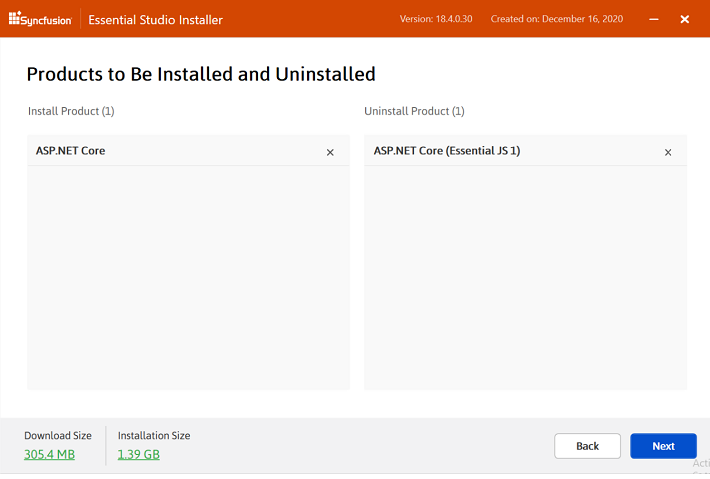 Syncfusion Essential Studio Installer Version: 18.4.0.30 Created on: December 16, 2020
Products to Be Installed and Uninstalled
Install Product (1) Uninstall Product (1)
ASP.NET Core ASP.NET Core (Essential JS 1)
Download Size Installation Size
305.4 MB 1.39 GB
Back Next
Acti